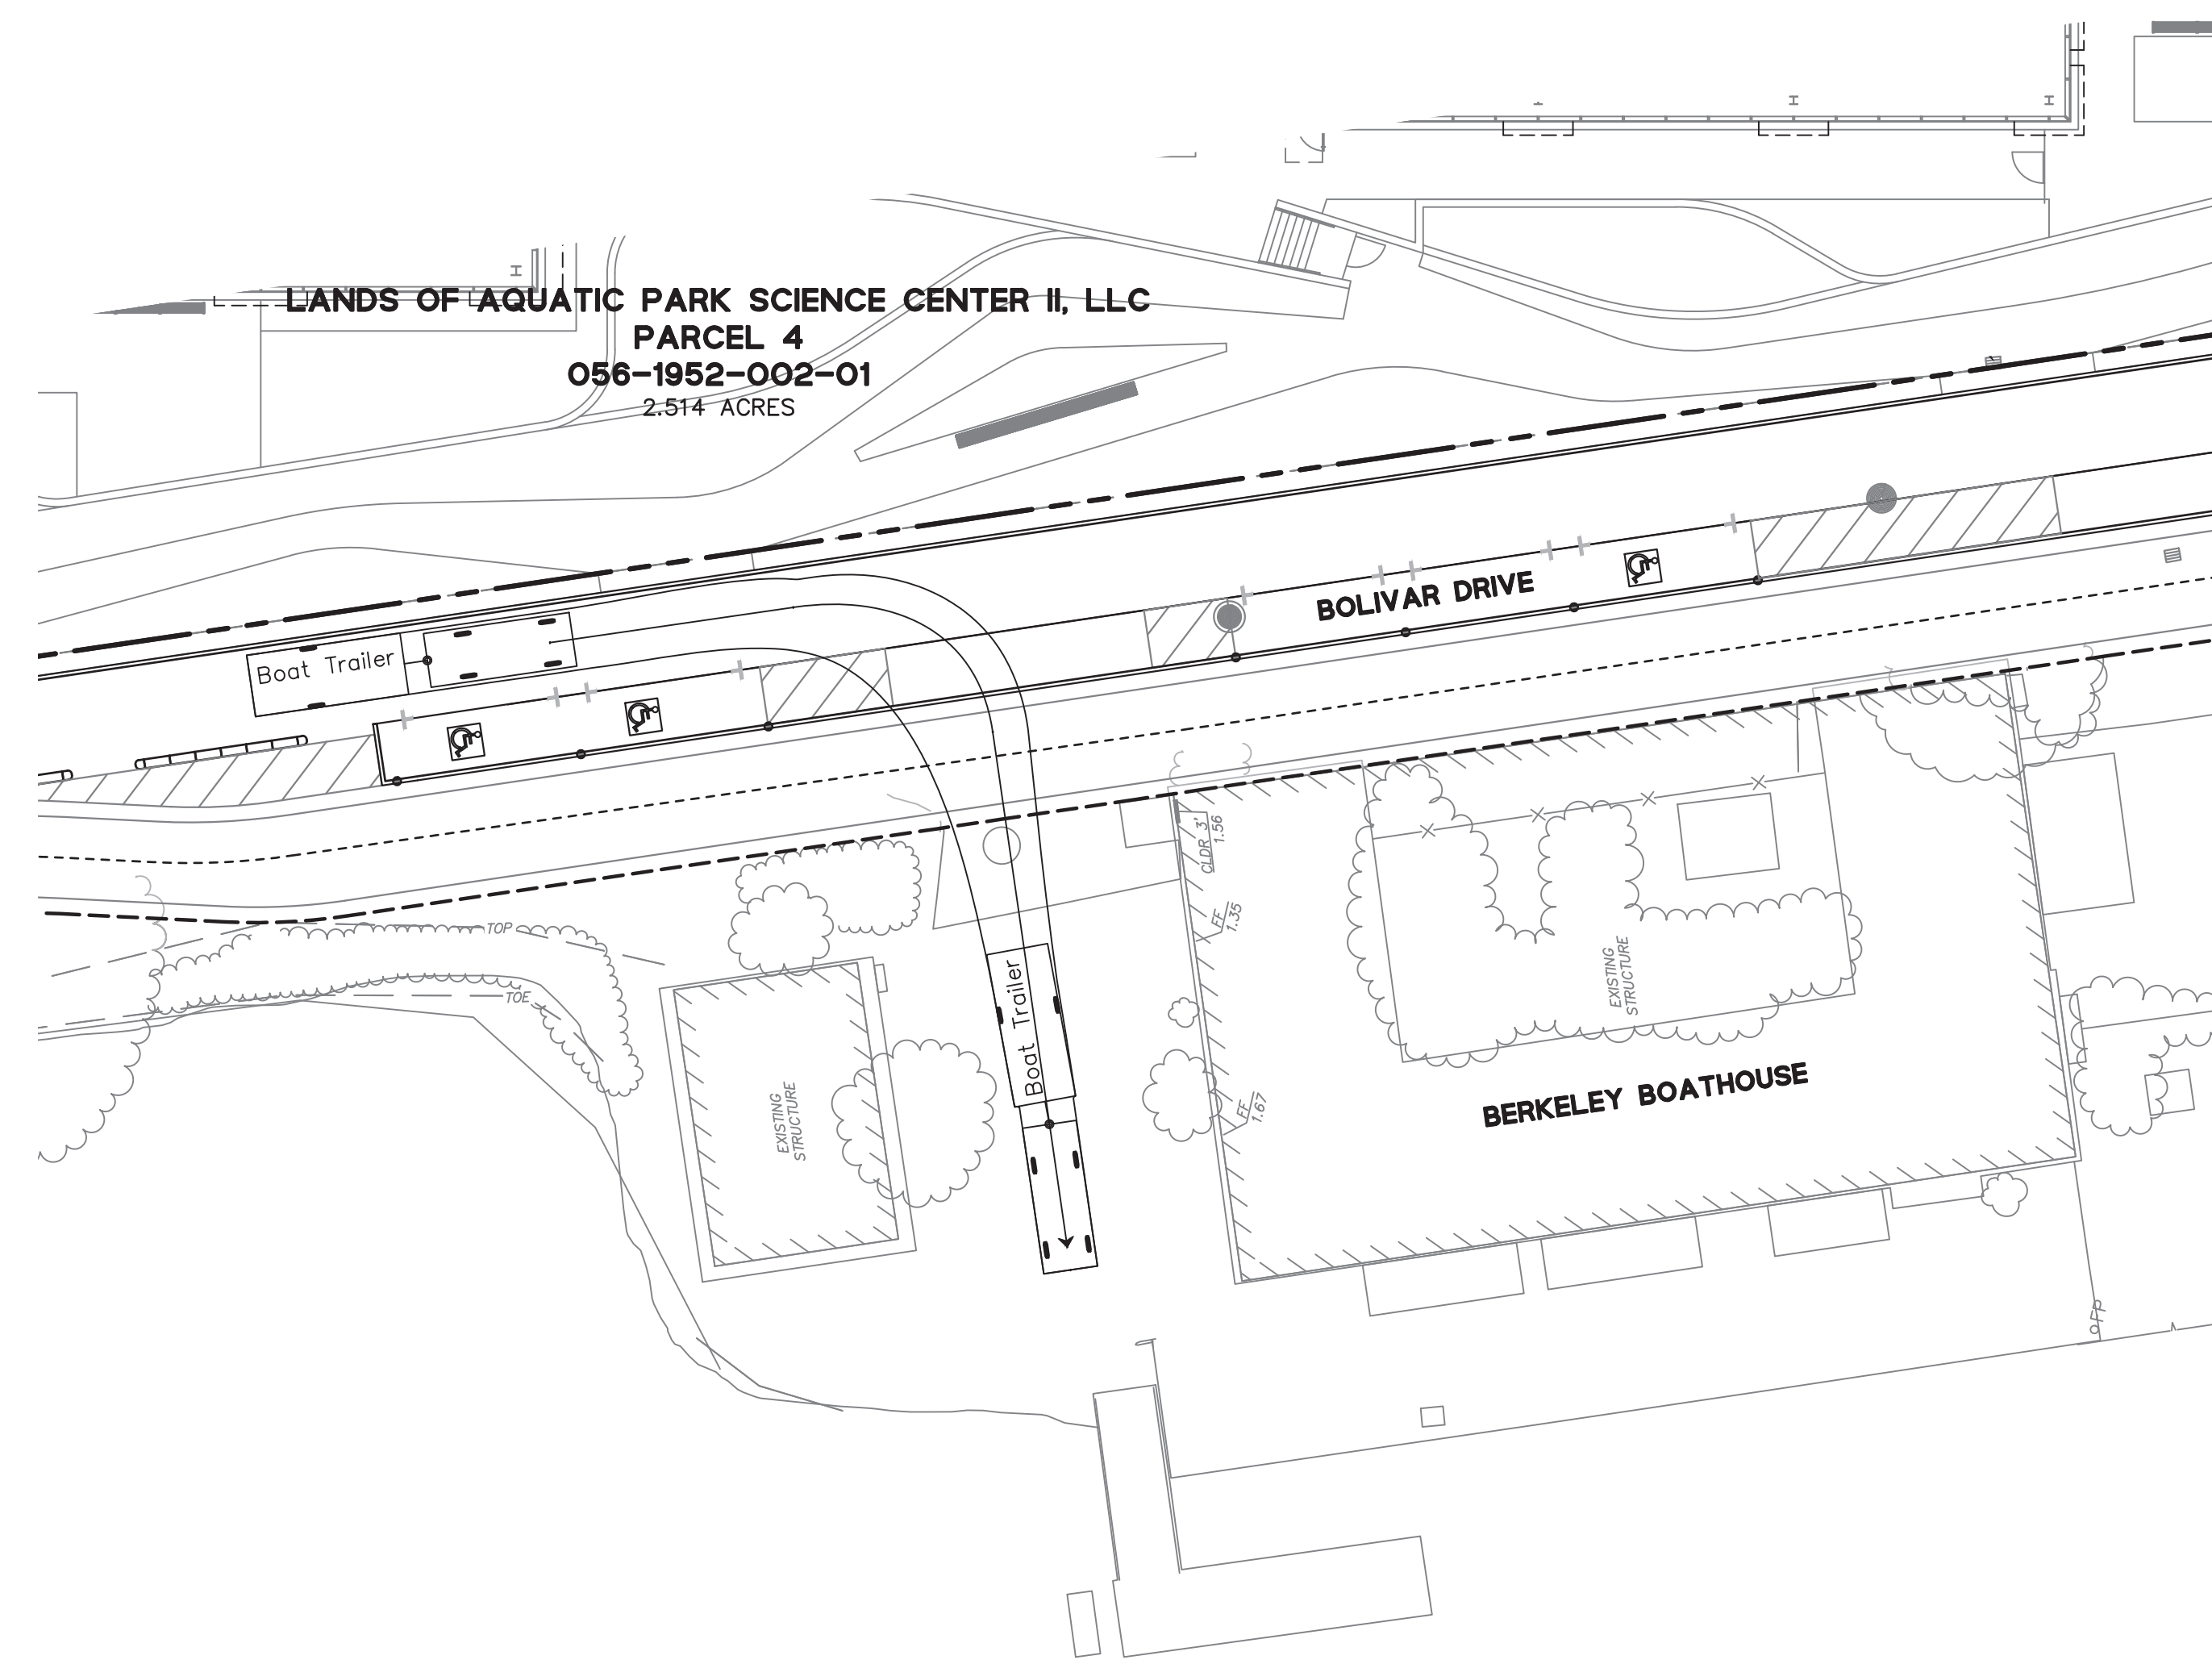 LANDS OF AQUATIC PARK SCIENCE CENTER II, LLC
PARCEL 4
056-1952-002-01
2.514 ACRES
BOLIVAR DRIVE
Boat Trailer
CLDR 3'
1.56
TOP
FF
1.35
TOE
EXISTING
STRUCTURE
Boat Trailer
EXISTING
STRUCTURE
FF
1.67
BERKELEY BOATHOUSE